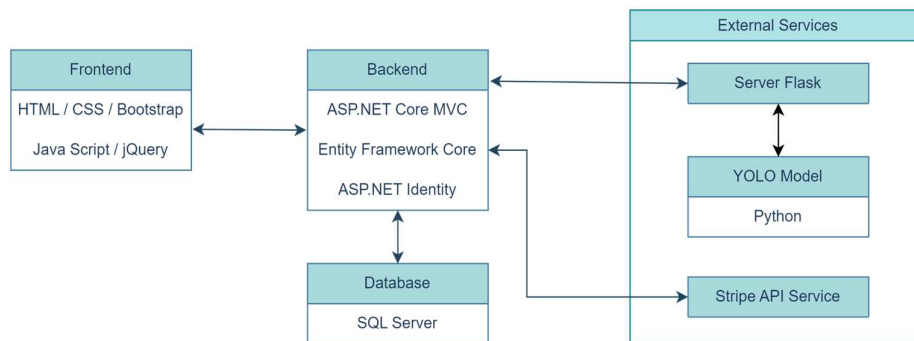 External Services
Frontend
HTML / CSS / Bootstrap
Java Script / jQuery
Backend
ASP.NET Core MVC
Entity Framework Core
ASP.NET Identity
Database
SQL Server
Server Flask
YOLO Model
Python
Stripe API Service